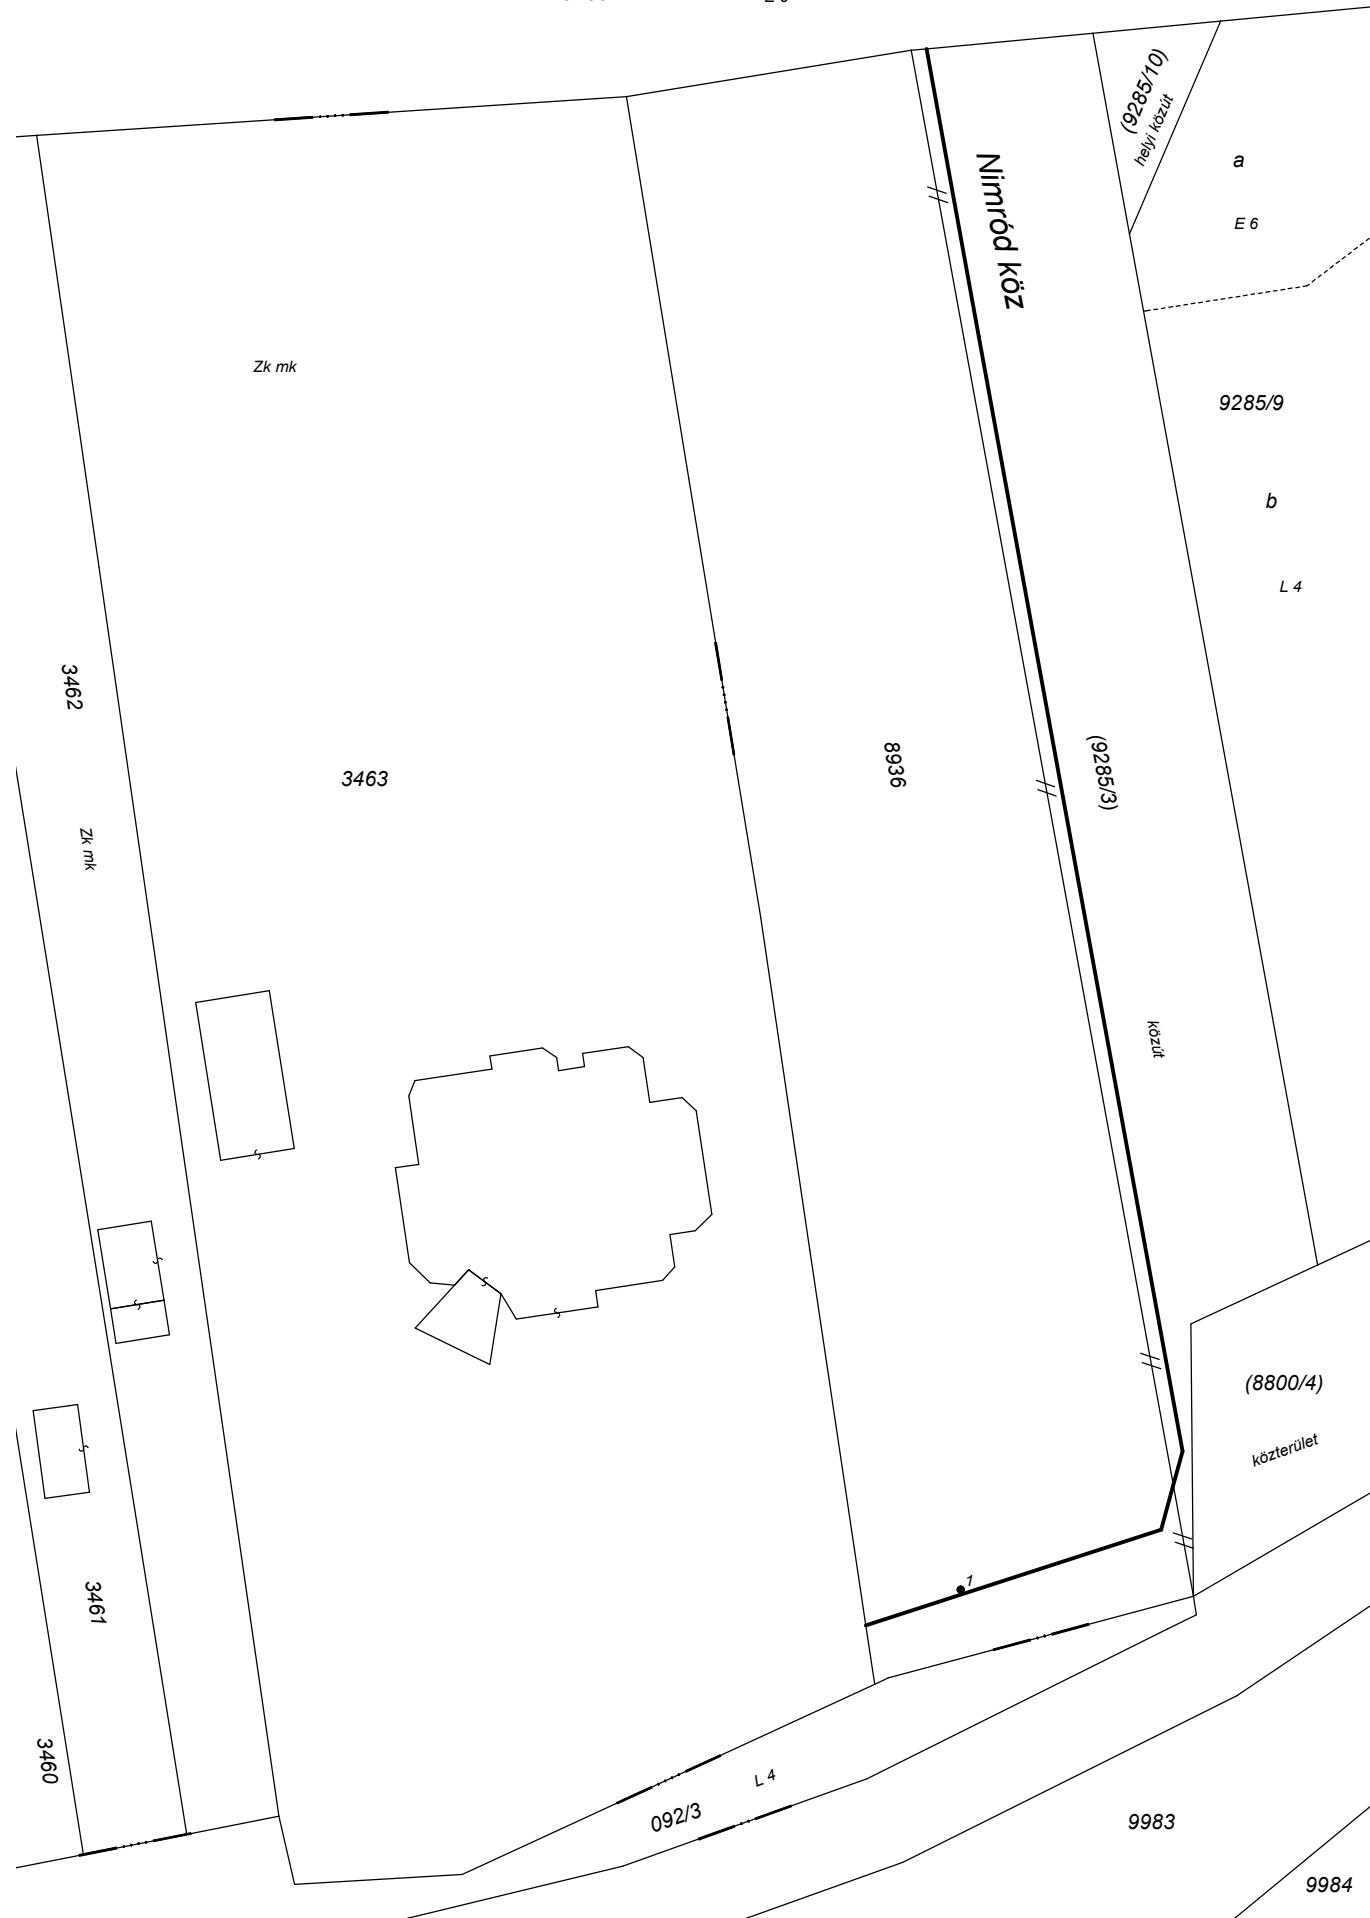 (9285/10)
helyi közút
a
E 6
Nimród köz
Zk mk
9285/9
b
L 4
3462
3463
8936
(9285/3)
Zk mk
közút
(8800/4)
közterület
1
3461
3460
L 4
092/3
9983
9984